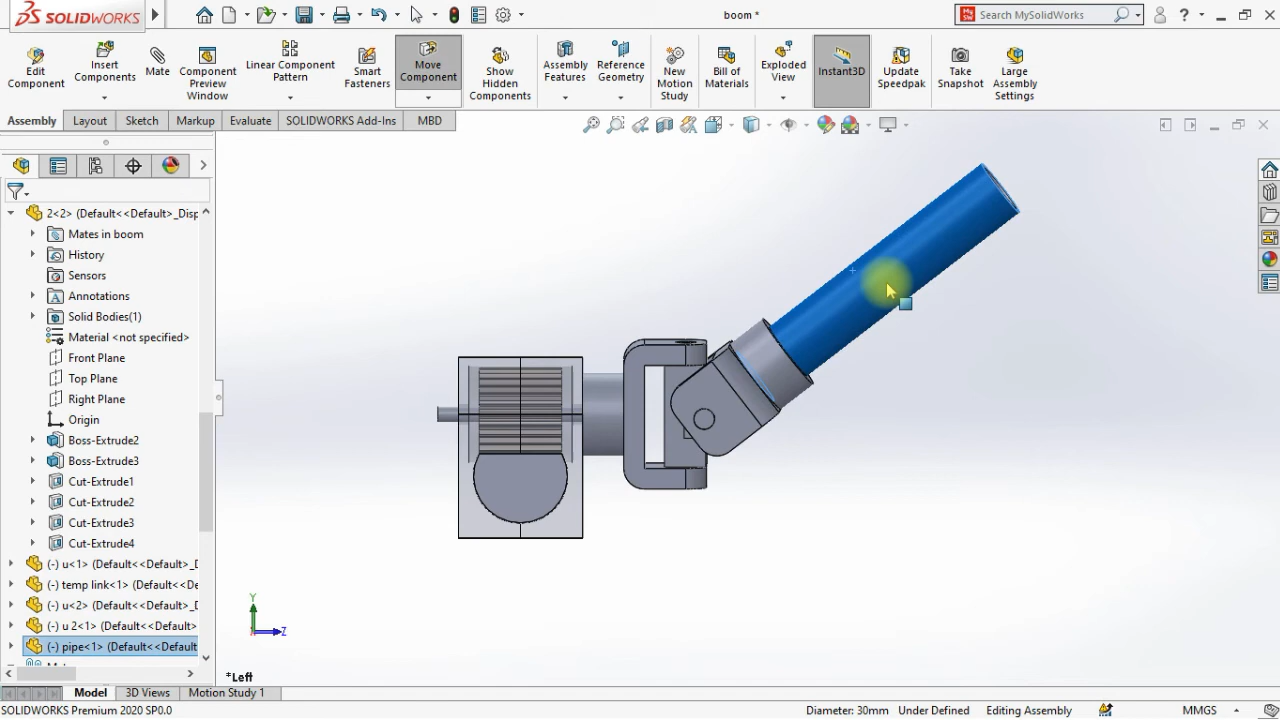 SOLIDWORKS
boom *
Search MySolidWorks
?
Edit
Component
Insert
Components
Mate
Component
Preview
Window
Linear Component
Pattern
Smart
Fasteners
Move
Component
Show
Hidden
Components
Assembly
Features
Reference
Geometry
New
Motion
Study
Bill of
Materials
Exploded
View
Instant3D
Update
Speedpak
Take
Snapshot
Large
Assembly
Settings
Assembly Layout Sketch Markup Evaluate SOLIDWORKS Add-Ins MBD
2<2> (Default<<Default>_Disp
Mates in boom
History
Sensors
Annotations
Solid Bodies(1)
Material <not specified>
Front Plane
Top Plane
Right Plane
Origin
Boss-Extrude2
Boss-Extrude3
Cut-Extrude1
Cut-Extrude2
Cut-Extrude3
Cut-Extrude4
(-) u<1> (Default<<Default>_D
(-) temp link<1> (Default<<De
(-) u<2> (Default<<Default>_D
(-) u 2<1> (Default<<Default>
(-) pipe<1> (Default<<Default
Y
Z
*Left
Model 3D Views Motion Study 1
SOLIDWORKS Premium 2020 SP0.0 Diameter: 30mm Under Defined Editing Assembly MMGS